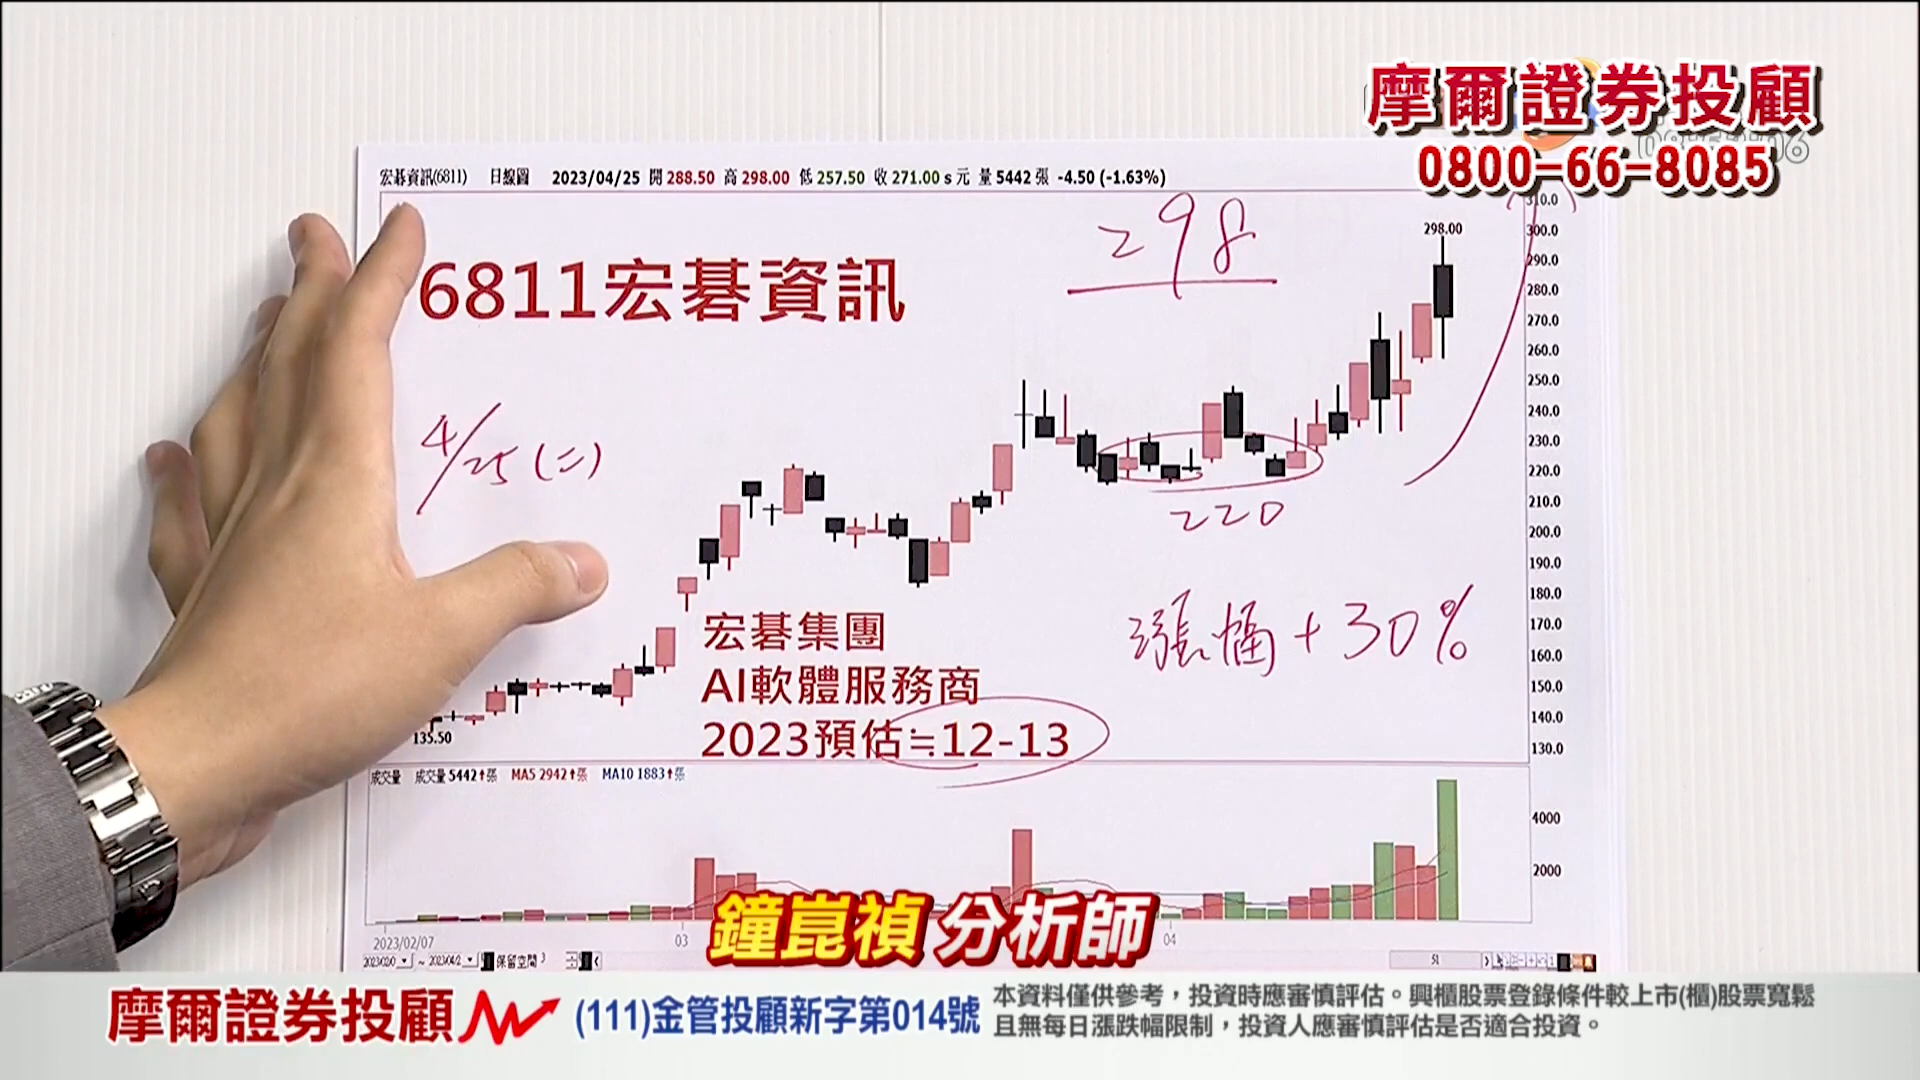 摩爾證券投顧
0800-66-8085
宏碁資訊(6811) 日線圖 2023/04/25 開 288.50 高 298.00 低 257.50 收 271.00 s 元 量 5442 張 -4.50 (-1.63%)
298
298.00
6811宏碁資訊
4/25(二)
220
漲幅+30%
宏碁集團
AI軟體服務商
2023預估≒12-13
135.50
310.0
300.0
290.0
280.0
270.0
260.0
250.0
240.0
230.0
220.0
210.0
200.0
190.0
180.0
170.0
160.0
150.0
140.0
130.0
成交量 成交量 5442↑張 MA5 2942↑張 MA10 1883↑張
4000
2000
2023/02/07 03 04
保留空間 3
51
鐘崑禎 分析師
摩爾證券投顧 (111)金管投顧新字第014號
本資料僅供參考，投資時應審慎評估。興櫃股票登錄條件較上市(櫃)股票寬鬆
且無每日漲跌幅限制，投資人應審慎評估是否適合投資。